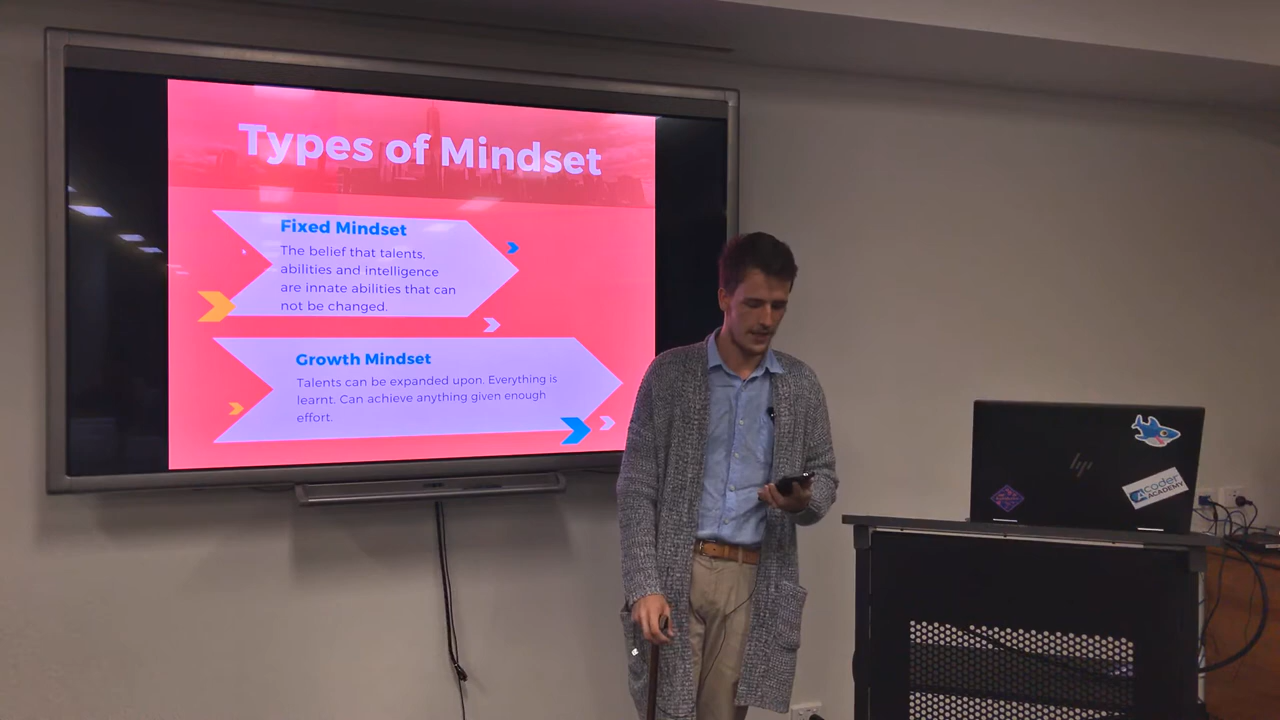 Types of Mindset
Fixed Mindset
The belief that talents,
abilities and intelligence
are innate abilities that can
not be changed.
Growth Mindset
Talents can be expanded upon. Everything is
learnt. Can achieve anything given enough
effort.
hp
coder
ACADEMY